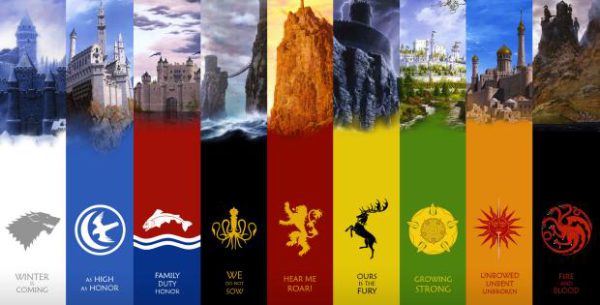 WINTER
IS
COMING
AS HIGH
AS HONOR
FAMILY
DUTY
HONOR
WE
DO NOT
SOW
HEAR ME
ROAR!
OURS
IS THE
FURY
GROWING
STRONG
UNBOWED
UNBENT
UNBROKEN
FIRE
AND
BLOOD